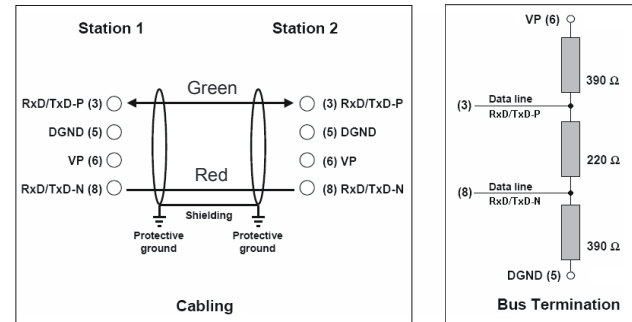 Station 1
Station 2
Green
RxD/TxD-P (3)
(3) RxD/TxD-P
DGND (5)
(5) DGND
VP (6)
(6) VP
Red
RxD/TxD-N (8)
(8) RxD/TxD-N
Shielding
Protective
ground
Protective
ground
Cabling
VP (6)
390 Ω
(3)
Data line
RxD/TxD-P
220 Ω
(8)
Data line
RxD/TxD-N
390 Ω
DGND (5)
Bus Termination